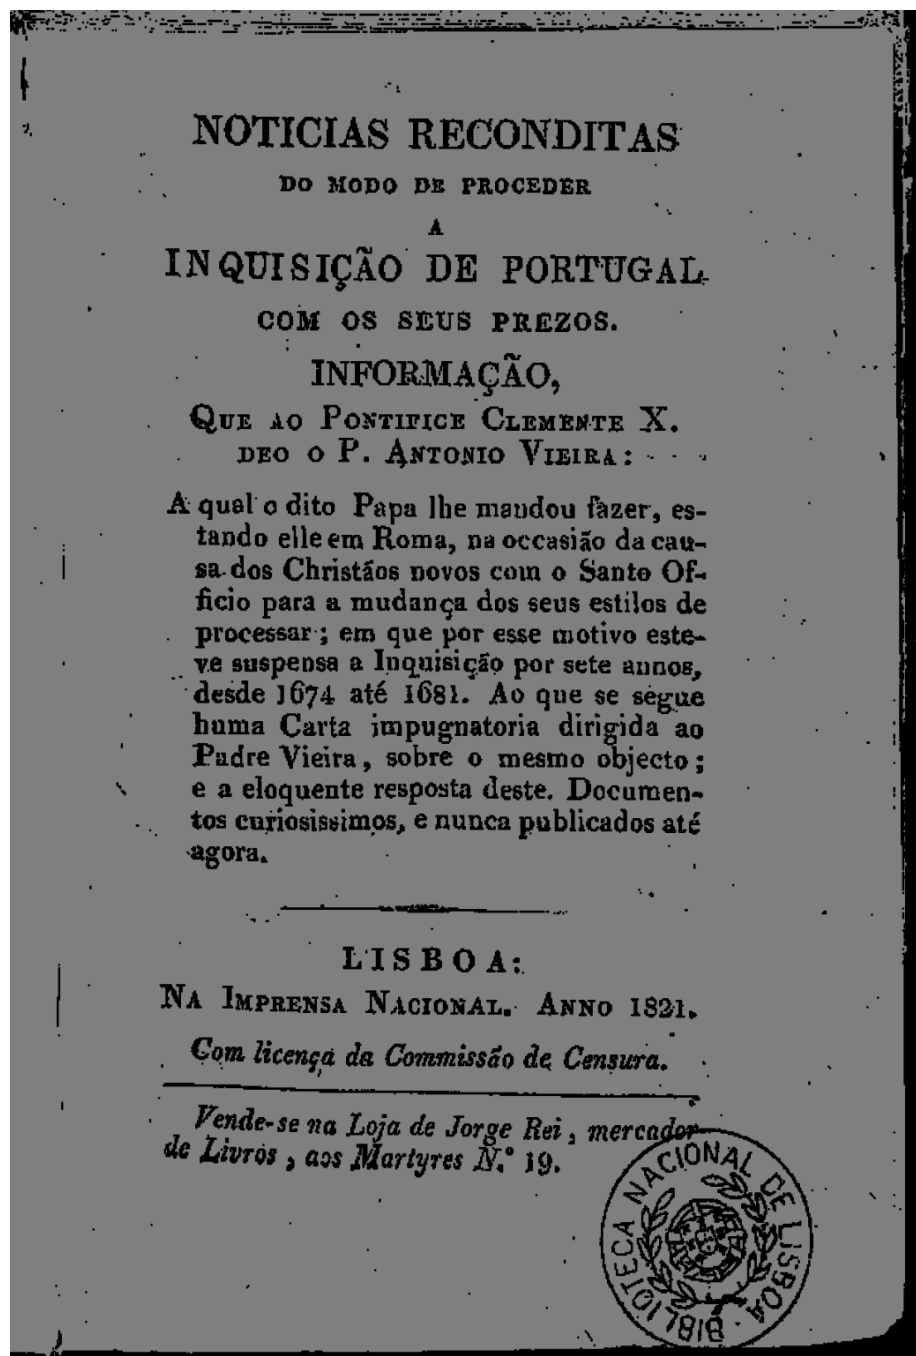 NOTICIAS RECONDITAS
DO MODO DE PROCEDER
A
INQUISIÇÃO DE PORTUGAL
COM OS SEUS PREZOS.
INFORMAÇÃO,
QUE AO PONTIFICE CLEMENTE X.
DEO O P. ANTONIO VIEIRA:
A qual o dito Papa lhe mandou fazer, es-
tando elle em Roma, na occasião da cau-
sa dos Christãos novos com o Santo Of-
ficio para a mudança dos seus estilos de
processar; em que por esse motivo este-
ve suspensa a Inquisição por sete annos,
desde 1674 até 1681. Ao que se segue
huma Carta impugnatoria dirigida ao
Padre Vieira, sobre o mesmo objecto;
e a eloquente resposta deste. Documen-
tos curiosissimos, e nunca publicados até
agora.
LISBOA:
NA IMPRENSA NACIONAL. ANNO 1821.
Com licença da Commissão de Censura.
Vende-se na Loja de Jorge Rei, mercador
de Livros, aos Martyres N.º 19.
BIBLIOTECA NACIONAL DE LISBOA